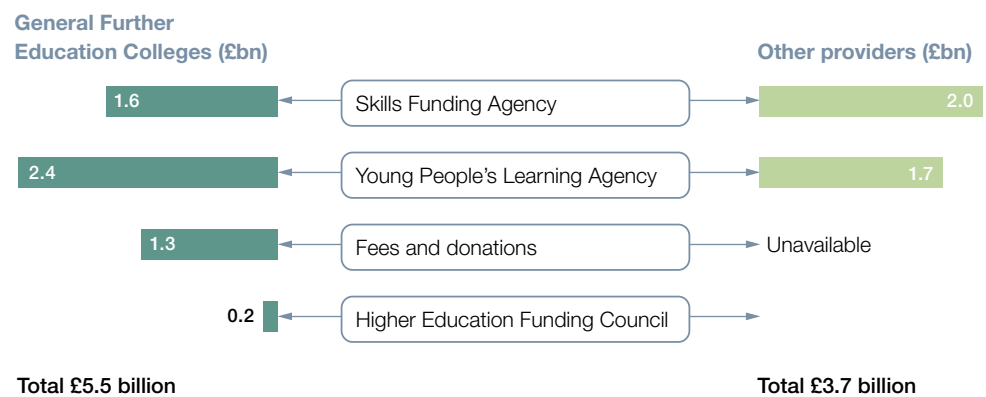 General Further
Education Colleges (£bn)
Other providers (£bn)
1.6
Skills Funding Agency
2.0
2.4
Young People's Learning Agency
1.7
1.3
Fees and donations
Unavailable
0.2
Higher Education Funding Council
Total £5.5 billion
Total £3.7 billion